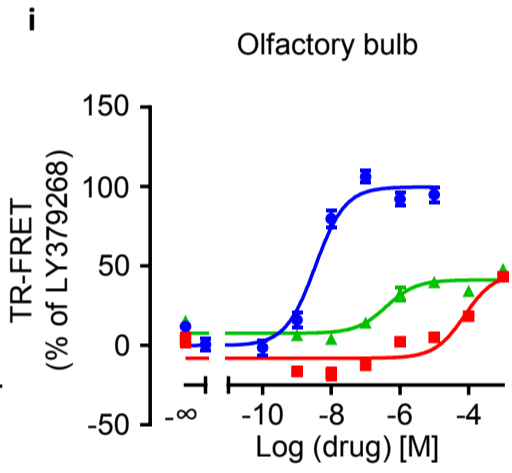 i
Olfactory bulb
TR-FRET
(% of LY379268)
150
100
50
0
-50
-∞ -10 -8 -6 -4
Log (drug) [M]